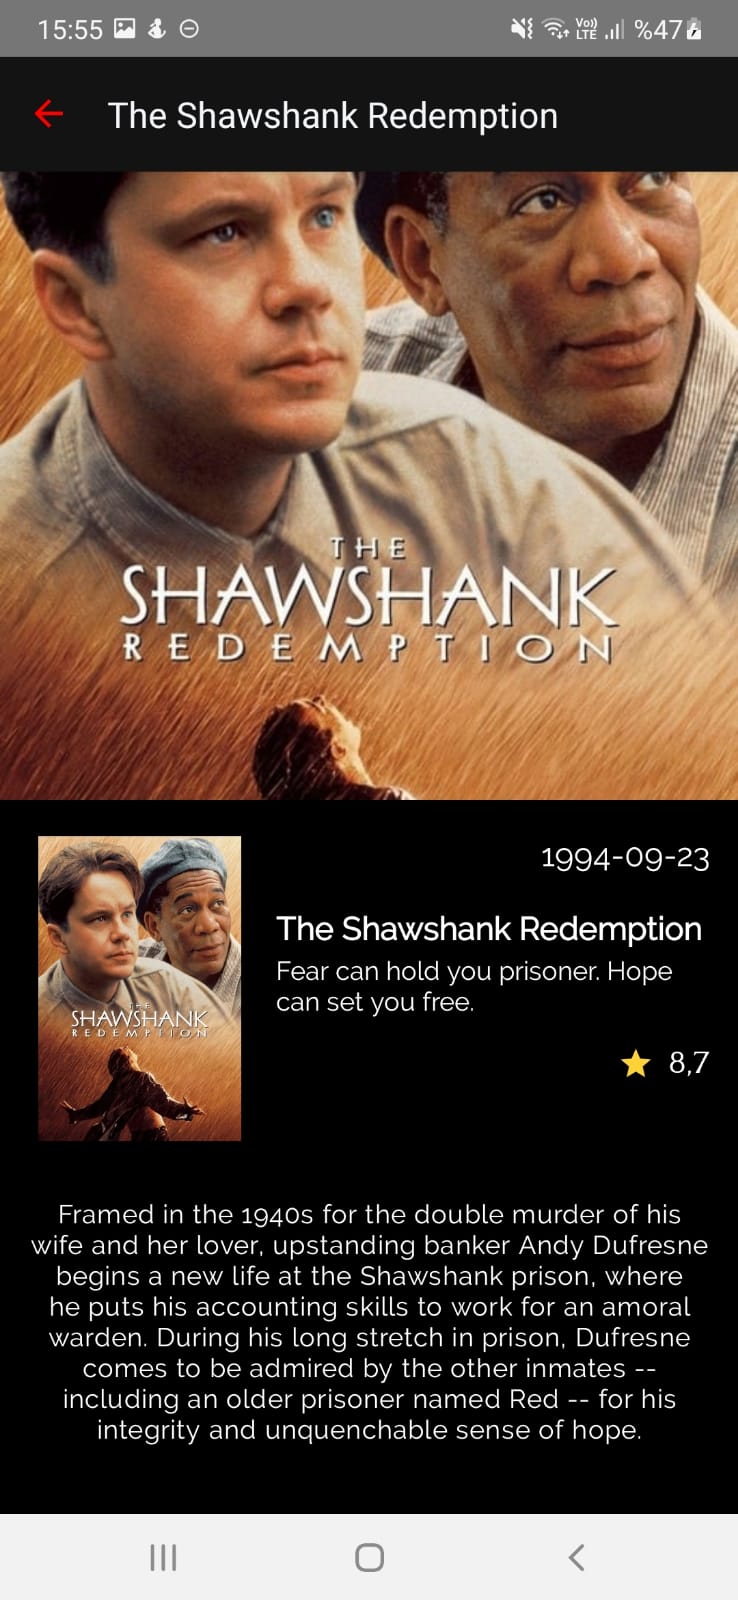 15:55
Vo))
LTE
%47
The Shawshank Redemption
THE
SHAWSHANK
REDEMPTION
1994-09-23
The Shawshank Redemption
Fear can hold you prisoner. Hope
can set you free.
8,7
THE
SHAWSHANK
REDEMPTION
Framed in the 1940s for the double murder of his
wife and her lover, upstanding banker Andy Dufresne
begins a new life at the Shawshank prison, where
he puts his accounting skills to work for an amoral
warden. During his long stretch in prison, Dufresne
comes to be admired by the other inmates --
including an older prisoner named Red -- for his
integrity and unquenchable sense of hope.